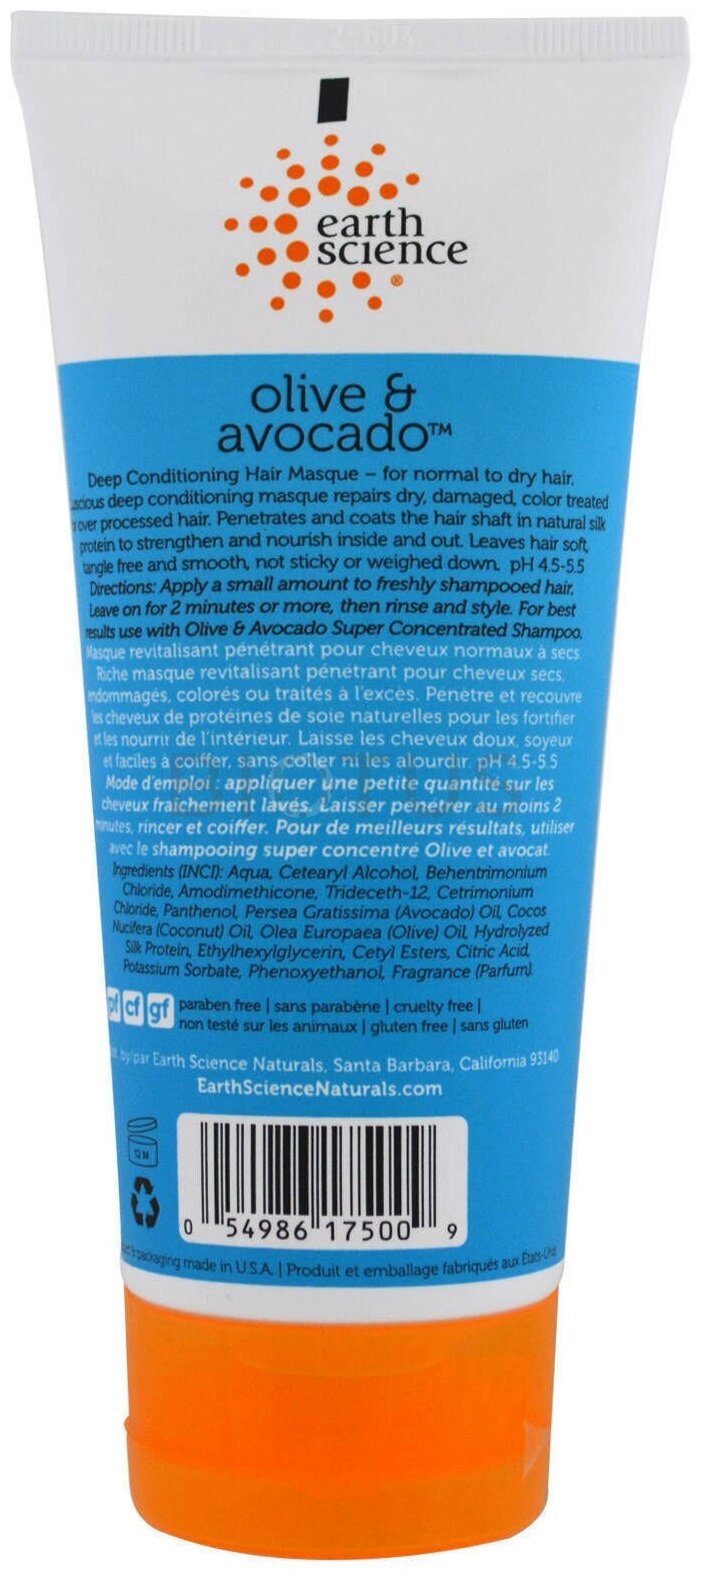 2-604
earth
science®
olive &
avocado™
Deep Conditioning Hair Masque – for normal to dry hair.
deep conditioning masque repairs dry, damaged, color treated
over processed hair. Penetrates and coats the hair shaft in natural silk
protein to strengthen and nourish inside and out. Leaves hair soft,
tangle free and smooth, not sticky or weighed down. pH 4.5-5.5
Directions: Apply a small amount to freshly shampooed hair.
Leave on for 2 minutes or more, then rinse and style. For best
results use with Olive & Avocado Super Concentrated Shampoo.
Masque revitalisant pénétrant pour cheveux normaux à secs.
Riche masque revitalisant pénétrant pour cheveux secs,
endommagés, colorés ou traités à l'excès. Pénètre et recouvre
les cheveux de protéines de soie naturelles pour les fortifier
et les nourrir de l'intérieur. Laisse les cheveux doux, soyeux
et faciles à coiffer, sans coller ni les alourdir. pH 4.5-5.5
Mode d'emploi : appliquer une petite quantité sur les
cheveux fraîchement lavés. Laisser pénétrer au moins 2
minutes, rincer et coiffer. Pour de meilleurs résultats, utiliser
avec le shampooing super concentré Olive et avocat.
BIOTUS
Ingredients (INCI): Aqua, Cetearyl Alcohol, Behentrimonium
Chloride, Amodimethicone, Trideceth-12, Cetrimonium
Chloride, Panthenol, Persea Gratissima (Avocado) Oil, Cocos
Nucifera (Coconut) Oil, Olea Europaea (Olive) Oil, Hydrolyzed
Silk Protein, Ethylhexylglycerin, Cetyl Esters, Citric Acid,
Potassium Sorbate, Phenoxyethanol, Fragrance (Parfum).
pf cf gf paraben free | sans parabène | cruelty free |
non testé sur les animaux | gluten free | sans gluten
by/par Earth Science Naturals, Santa Barbara, California 93140
EarthScienceNaturals.com
12 M
0 54986 17500 9
& packaging made in U.S.A. | Produit et emballage fabriqués aux États-Unis